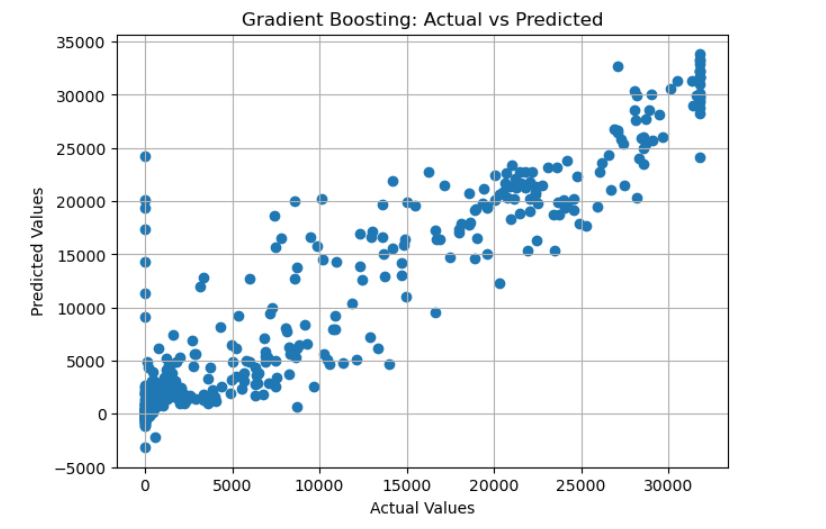 Gradient Boosting: Actual vs Predicted
35000
30000
25000
20000
15000
10000
5000
0
−5000
Predicted Values
0 5000 10000 15000 20000 25000 30000
Actual Values